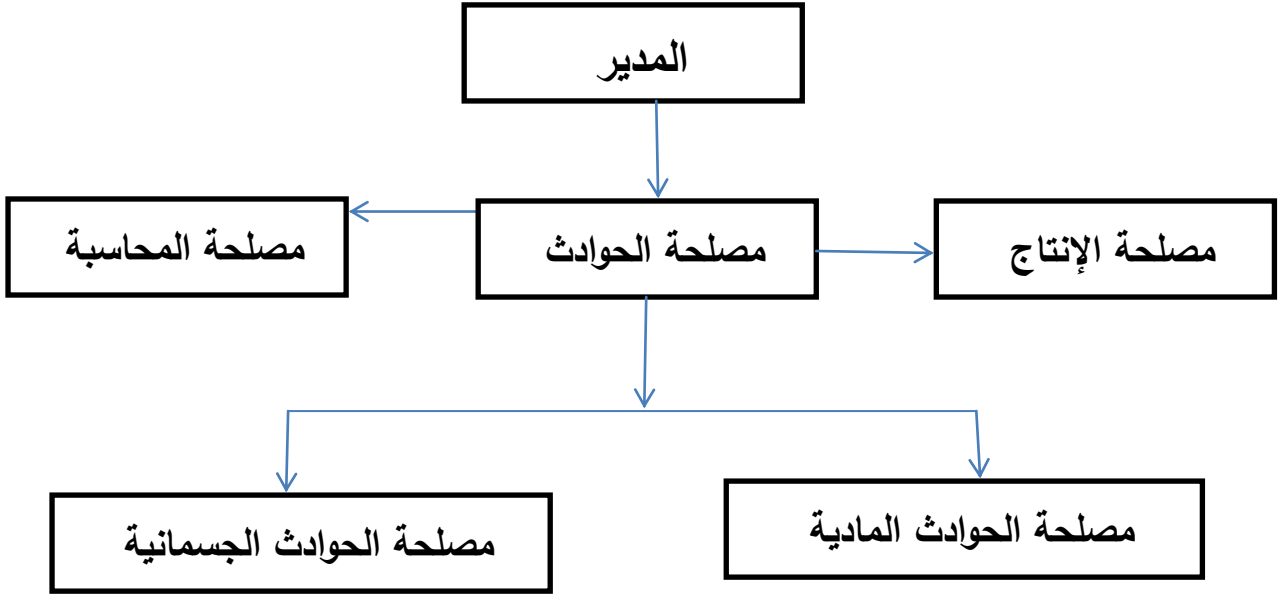 المدير
مصلحة الإنتاج
مصلحة الحوادث
مصلحة المحاسبة
مصلحة الحوادث المادية
مصلحة الحوادث الجسمانية